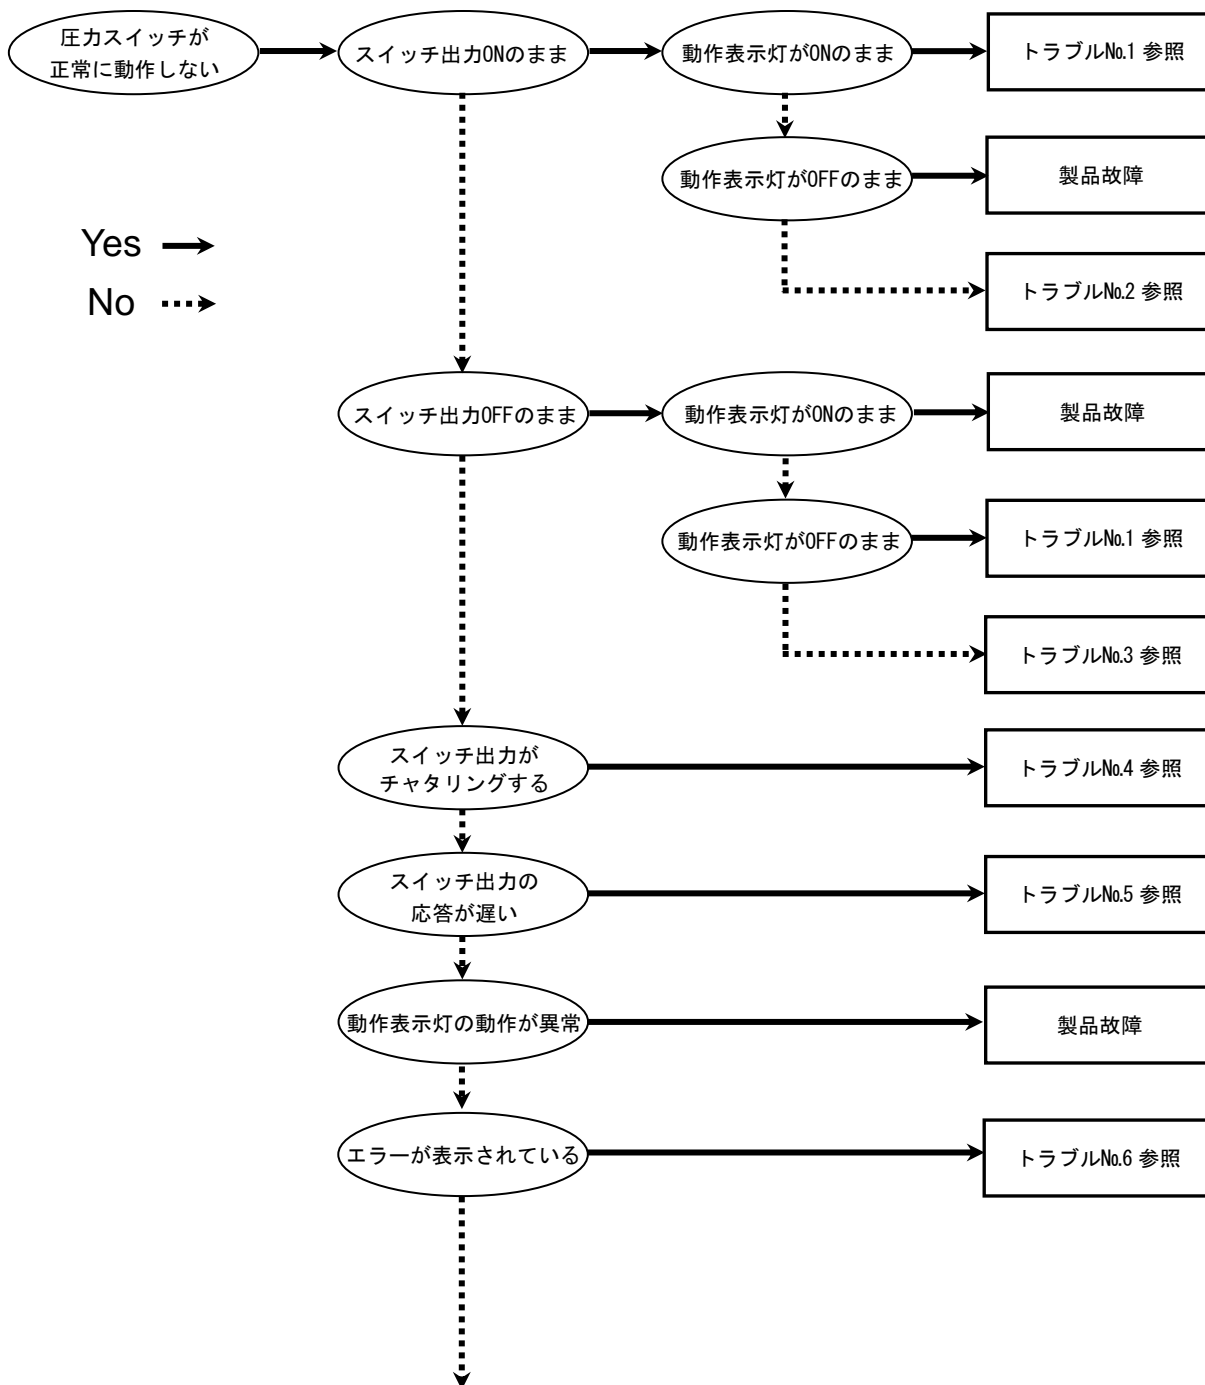 圧力スイッチが
正常に動作しない
スイッチ出力ONのまま
動作表示灯がONのまま
トラブル№1 参照
動作表示灯がOFFのまま
製品故障
Yes
No
トラブル№2 参照
スイッチ出力OFFのまま
動作表示灯がONのまま
製品故障
動作表示灯がOFFのまま
トラブル№1 参照
トラブル№3 参照
スイッチ出力が
チャタリングする
トラブル№4 参照
スイッチ出力の
応答が遅い
トラブル№5 参照
動作表示灯の動作が異常
製品故障
エラーが表示されている
トラブル№6 参照